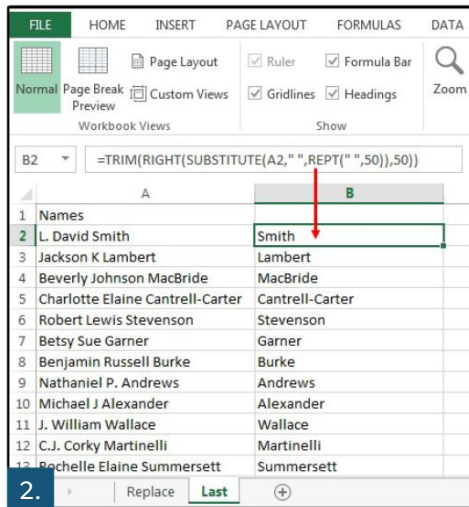 FILE HOME INSERT PAGE LAYOUT FORMULAS DATA
Normal Page Break Preview Page Layout Custom Views Ruler Formula Bar Gridlines Headings Zoom
Workbook Views Show
B2 =TRIM(RIGHT(SUBSTITUTE(A2," ",REPT(" ",50)),50))
A B
1 Names
2 L. David Smith Smith
3 Jackson K Lambert Lambert
4 Beverly Johnson MacBride MacBride
5 Charlotte Elaine Cantrell-Carter Cantrell-Carter
6 Robert Lewis Stevenson Stevenson
7 Betsy Sue Garner Garner
8 Benjamin Russell Burke Burke
9 Nathaniel P. Andrews Andrews
10 Michael J Alexander Alexander
11 J. William Wallace Wallace
12 C.J. Corky Martinelli Martinelli
13 Rochelle Elaine Summersett Summersett
2. Replace Last